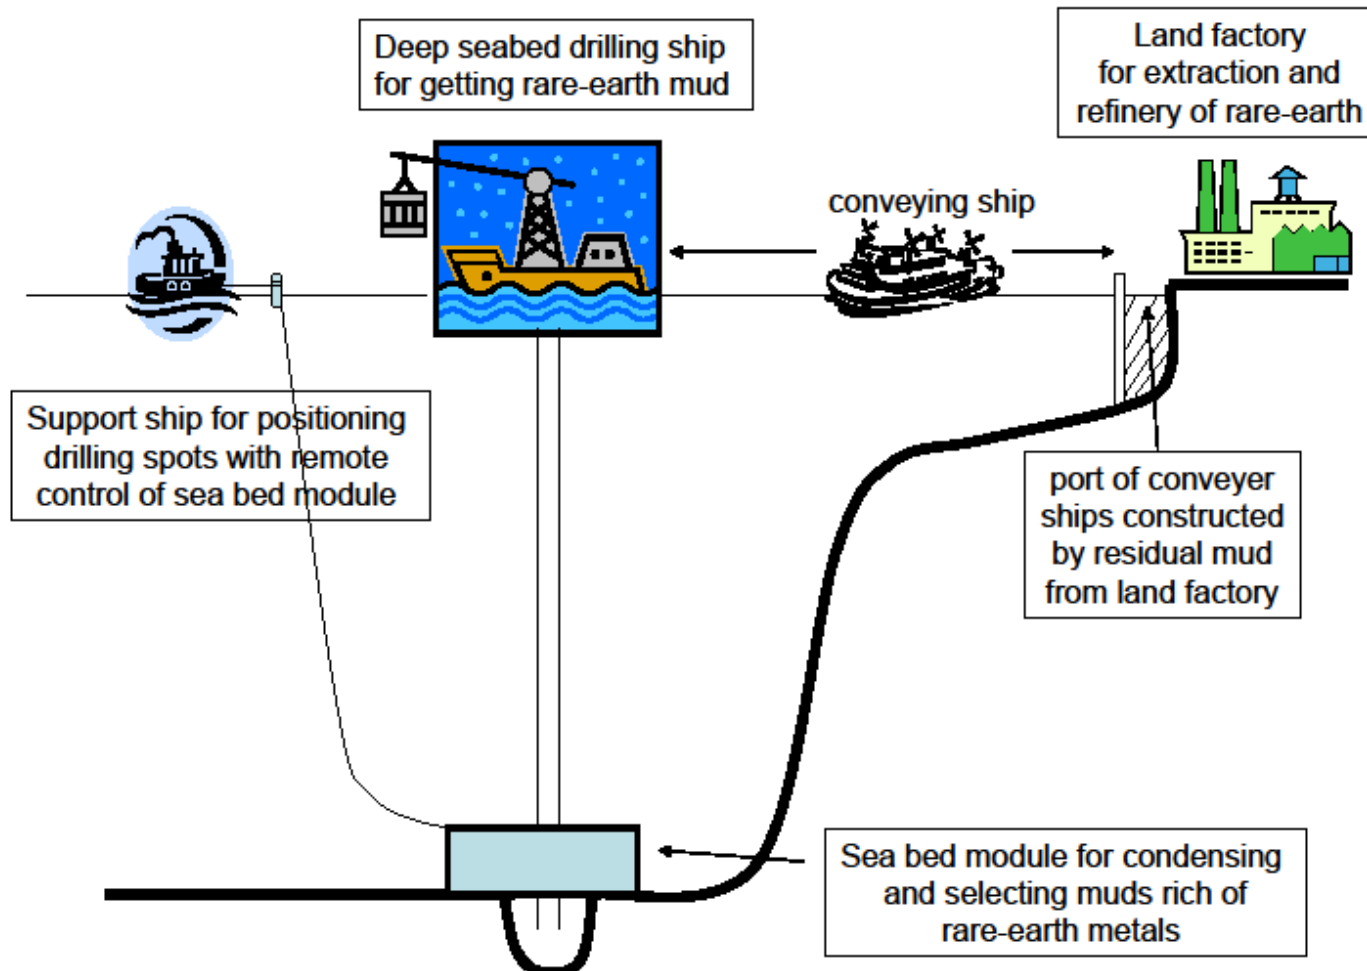 Deep seabed drilling ship
for getting rare-earth mud
Land factory
for extraction and
refinery of rare-earth
conveying ship
Support ship for positioning
drilling spots with remote
control of sea bed module
port of conveyer
ships constructed
by residual mud
from land factory
Sea bed module for condensing
and selecting muds rich of
rare-earth metals